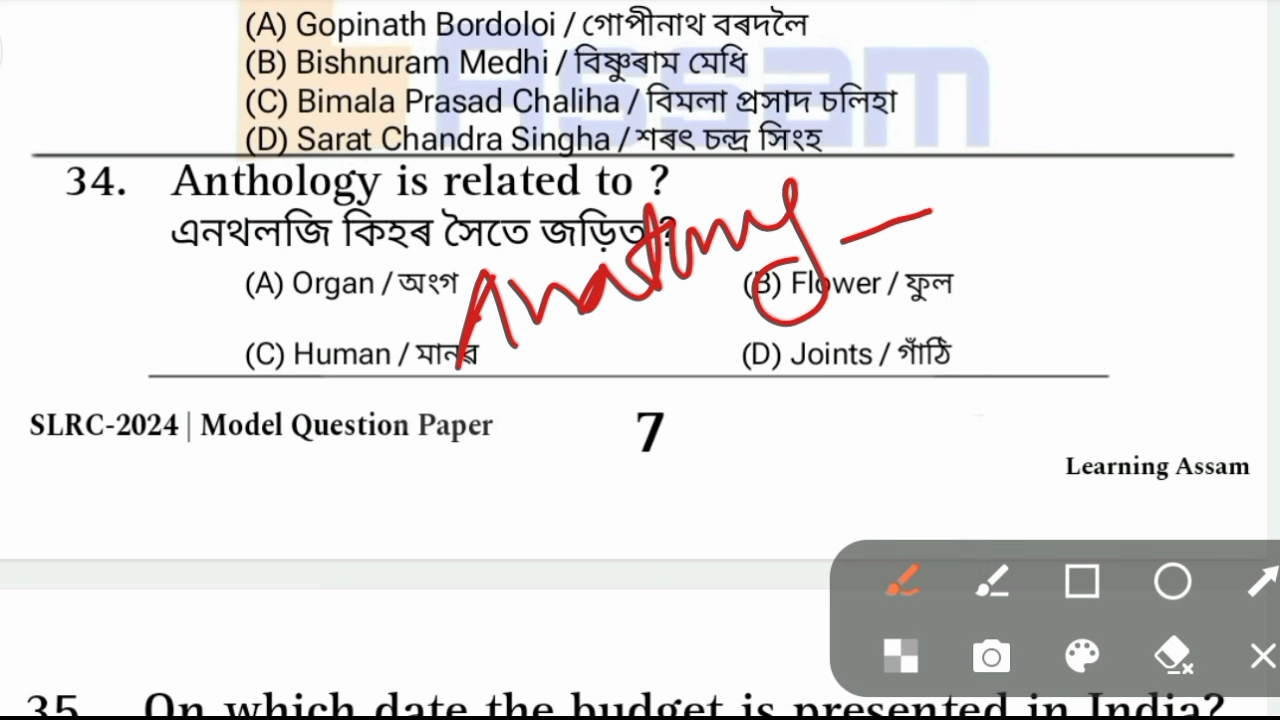 (A) Gopinath Bordoloi / গোপীনাথ বৰদলৈ
(B) Bishnuram Medhi / বিষ্ণুৰাম মেধি
(C) Bimala Prasad Chaliha / বিমলা প্ৰসাদ চলিহা
(D) Sarat Chandra Singha / শৰৎ চন্দ্ৰ সিংহ
Assam
34. Anthology is related to ?
এনথলজি কিহৰ সৈতে জড়িত ?
Anatomy –
(A) Organ / অংগ (B) Flower / ফুল
(C) Human / মানৱ (D) Joints / গাঁঠি
SLRC-2024 | Model Question Paper 7
Learning Assam
35. On which date the budget is presented in India?